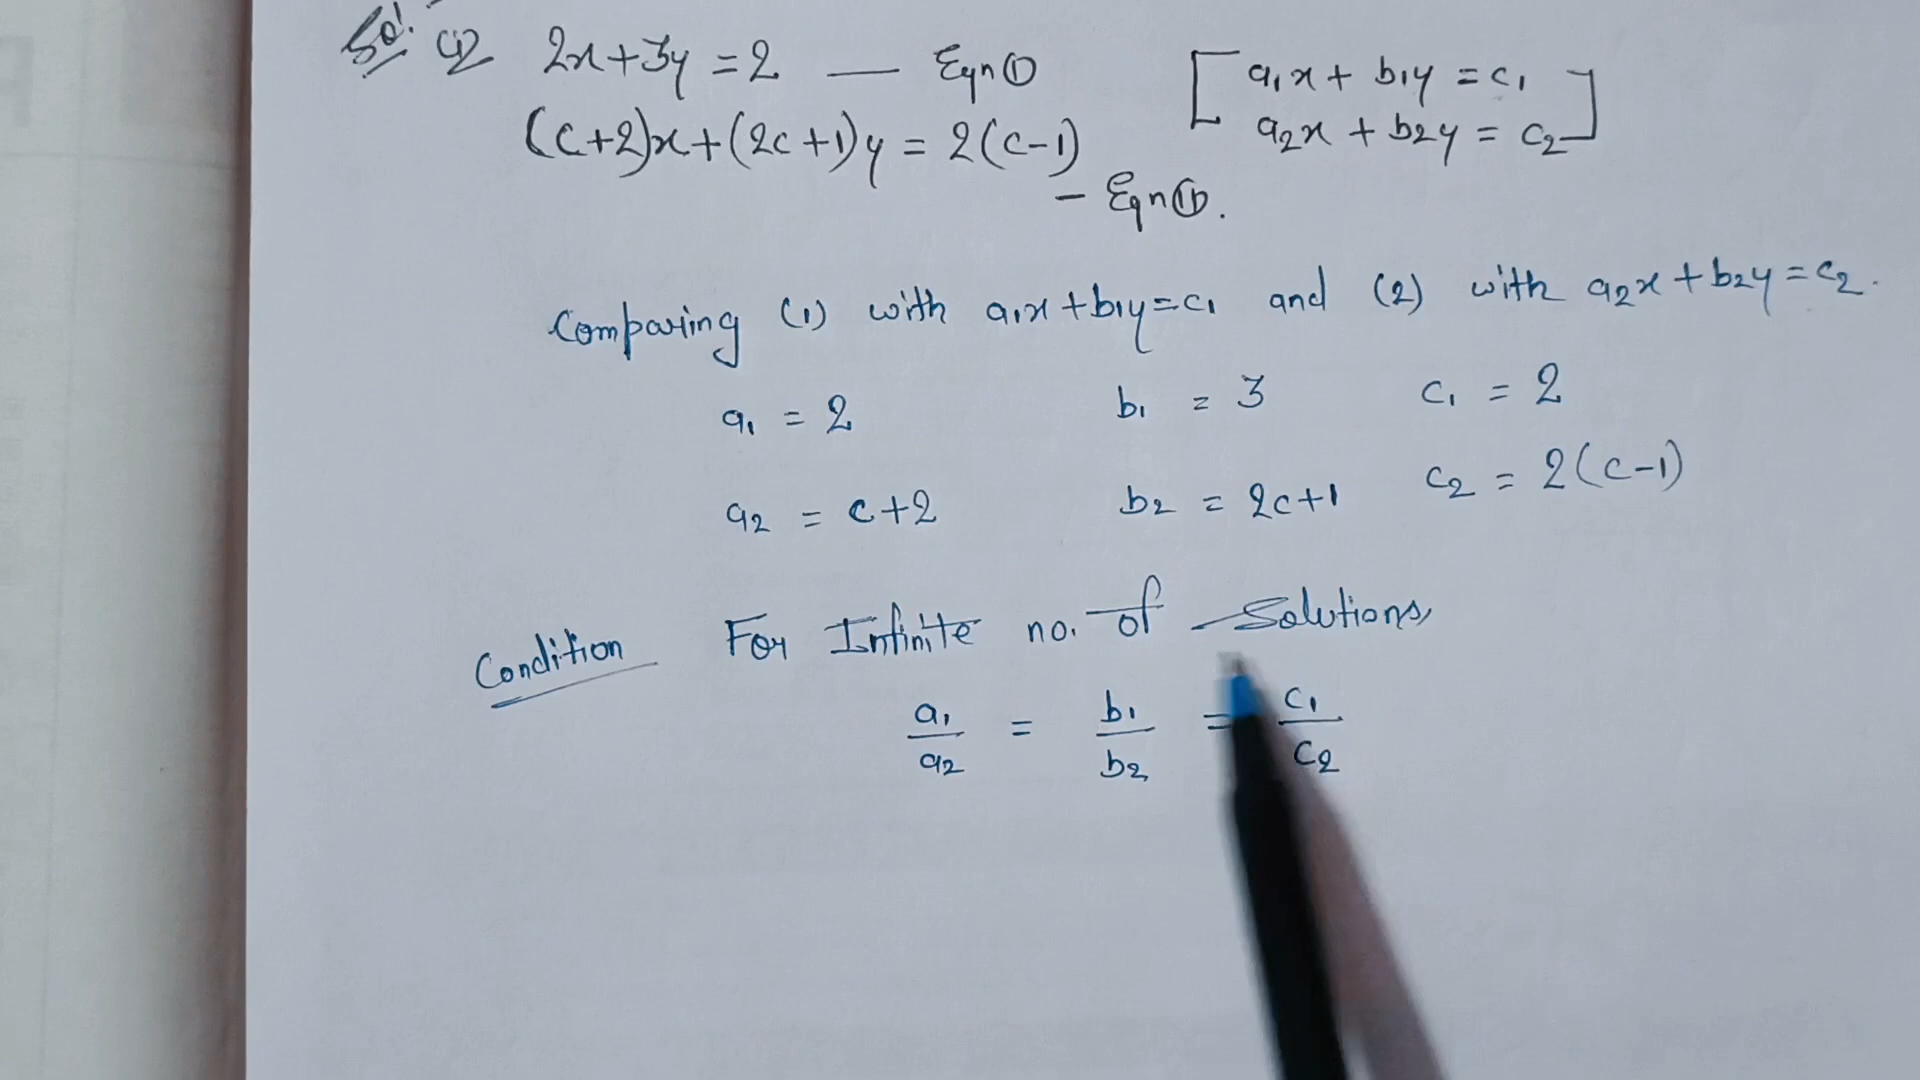 Sol. (i) 2x+3y = 2 — Eqn ①
(c+2)x+(2c+1)y = 2(c-1)
- Eqn ⑪.
[a₁x + b₁y = c₁
a₂x + b₂y = c₂]
Comparing (1) with a₁x+b₁y=c₁ and (2) with a₂x+b₂y=c₂.
a₁ = 2 b₁ = 3 c₁ = 2
a₂ = c+2 b₂ = 2c+1 c₂ = 2(c-1)
Condition For Infinite no. of Solutions
a₁/a₂ = b₁/b₂ = c₁/c₂